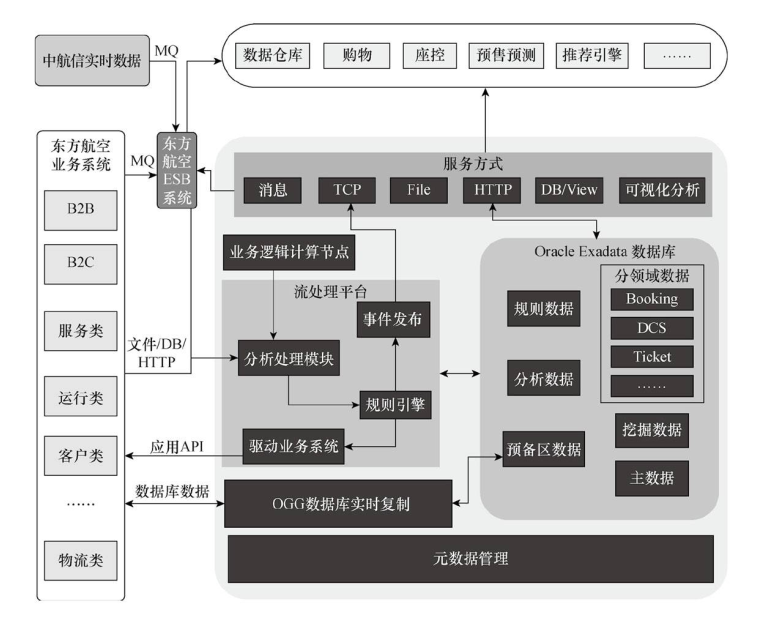 中航信实时数据
MQ
数据仓库
购物
座控
预售预测
推荐引擎
……
东方航空
业务系统
MQ
东方
航空
ESB
系统
服务方式
消息
TCP
File
HTTP
DB/View
可视化分析
B2B
B2C
服务类
运行类
客户类
……
物流类
文件/DB/
HTTP
应用API
数据库数据
业务逻辑计算节点
流处理平台
事件发布
分析处理模块
规则引擎
驱动业务系统
OGG数据库实时复制
Oracle Exadata 数据库
规则数据
分析数据
预备区数据
分领域数据
Booking
DCS
Ticket
……
挖掘数据
主数据
元数据管理